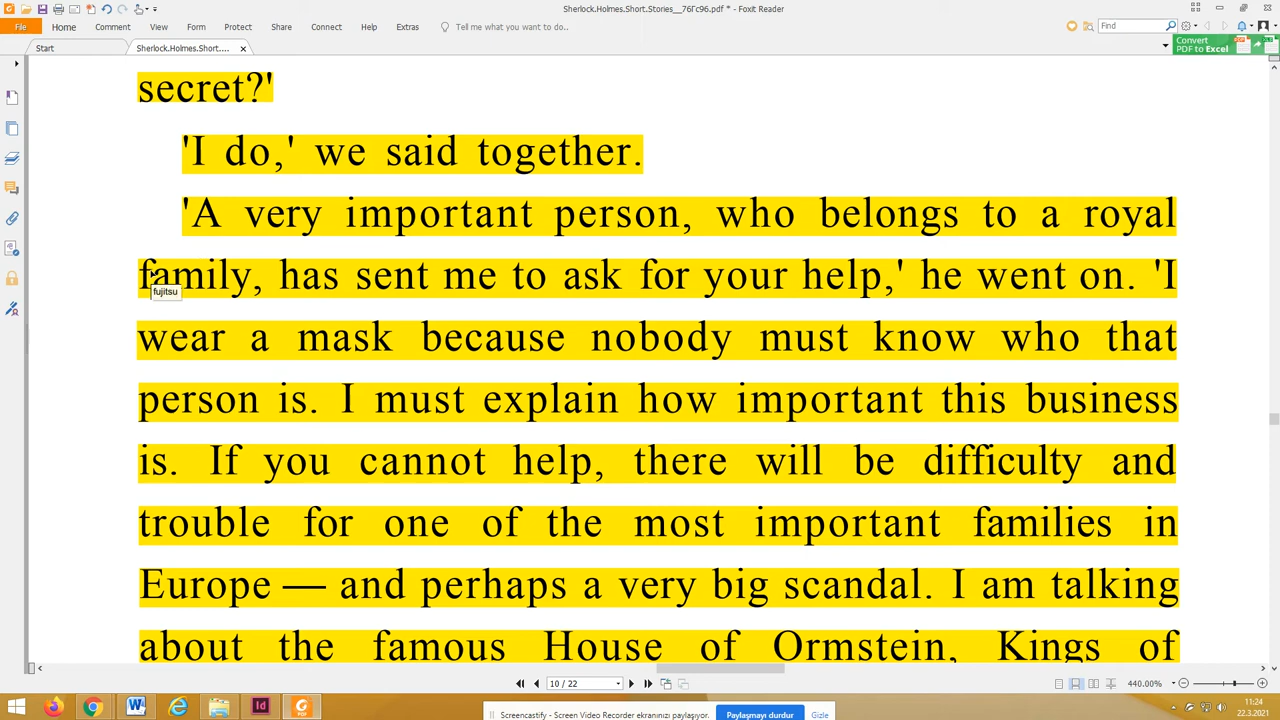 Sherlock.Holmes.Short.Stories__76Гc96.pdf * - Foxit Reader
File Home Comment View Form Protect Share Connect Help Extras Tell me what you want to do.. Find
Start Sherlock.Holmes.Short.... Convert
PDF to Excel
secret?'
'I do,' we said together.
'A very important person, who belongs to a royal
family, has sent me to ask for your help,' he went on. 'I
fujitsu
wear a mask because nobody must know who that
person is. I must explain how important this business
is. If you cannot help, there will be difficulty and
trouble for one of the most important families in
Europe — and perhaps a very big scandal. I am talking
about the famous House of Ormstein, Kings of
10 / 22 440.00%
Screencastify - Screen Video Recorder ekranınızı paylaşıyor. Paylaşmayı durdur Gizle
11:24
22.3.2021